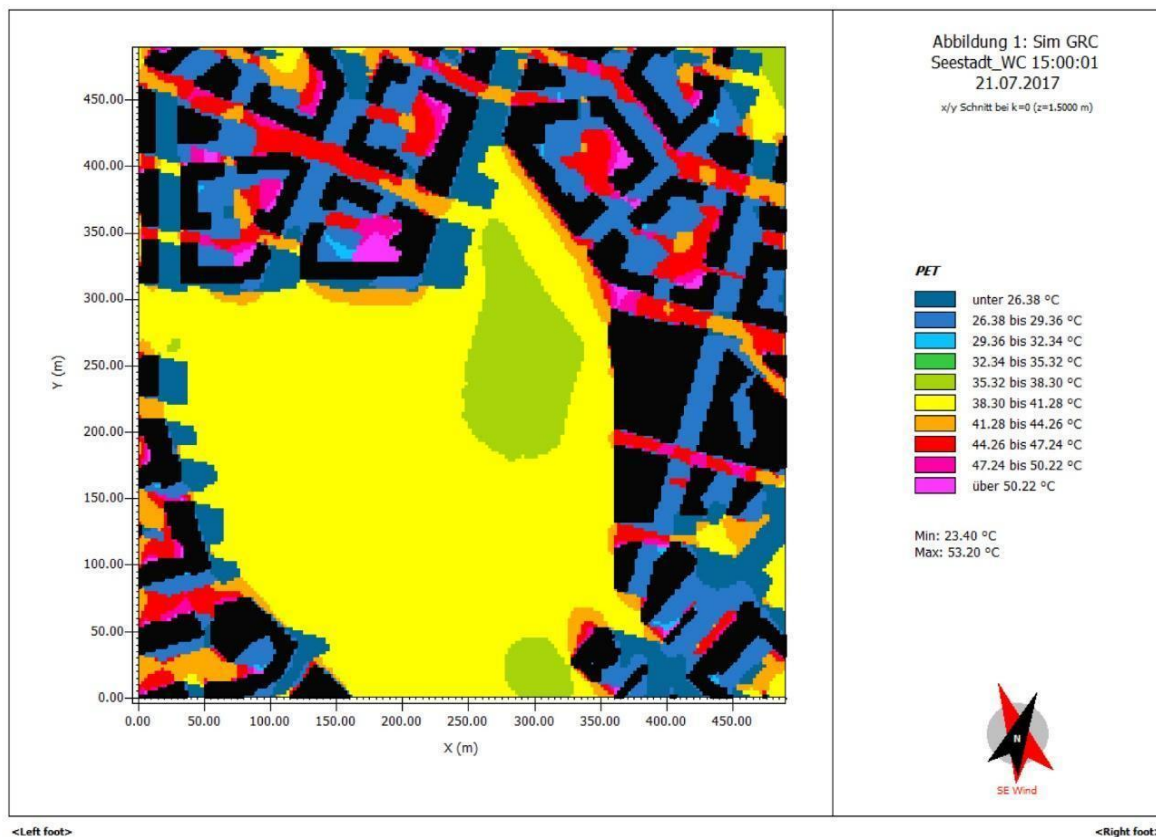 Abbildung 1: Sim GRC
Seestadt_WC 15:00:01
21.07.2017
x/y Schnitt bei k=0 (z=1.5000 m)
450.00
400.00
350.00
300.00
250.00
200.00
150.00
100.00
50.00
0.00
Y (m)
0.00 50.00 100.00 150.00 200.00 250.00 300.00 350.00 400.00 450.00
X (m)
PET
unter 26.38 °C
26.38 bis 29.36 °C
29.36 bis 32.34 °C
32.34 bis 35.32 °C
35.32 bis 38.30 °C
38.30 bis 41.28 °C
41.28 bis 44.26 °C
44.26 bis 47.24 °C
47.24 bis 50.22 °C
über 50.22 °C
Min: 23.40 °C
Max: 53.20 °C
N
SE Wind
<Left foot>
<Right foot>